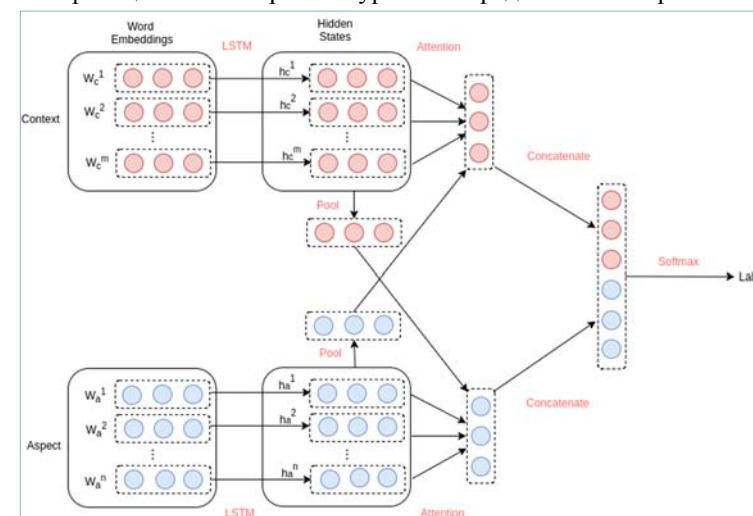 Word
Embeddings
LSTM
Hidden
States
Attention
Wc1
hc1
Wc2
hc2
Context
⋮
⋮
Wcm
hcm
Concatenate
Pool
Softmax
Pool
Wa1
ha1
Wa2
ha2
Concatenate
Aspect
⋮
⋮
Wan
han
LSTM
Attention